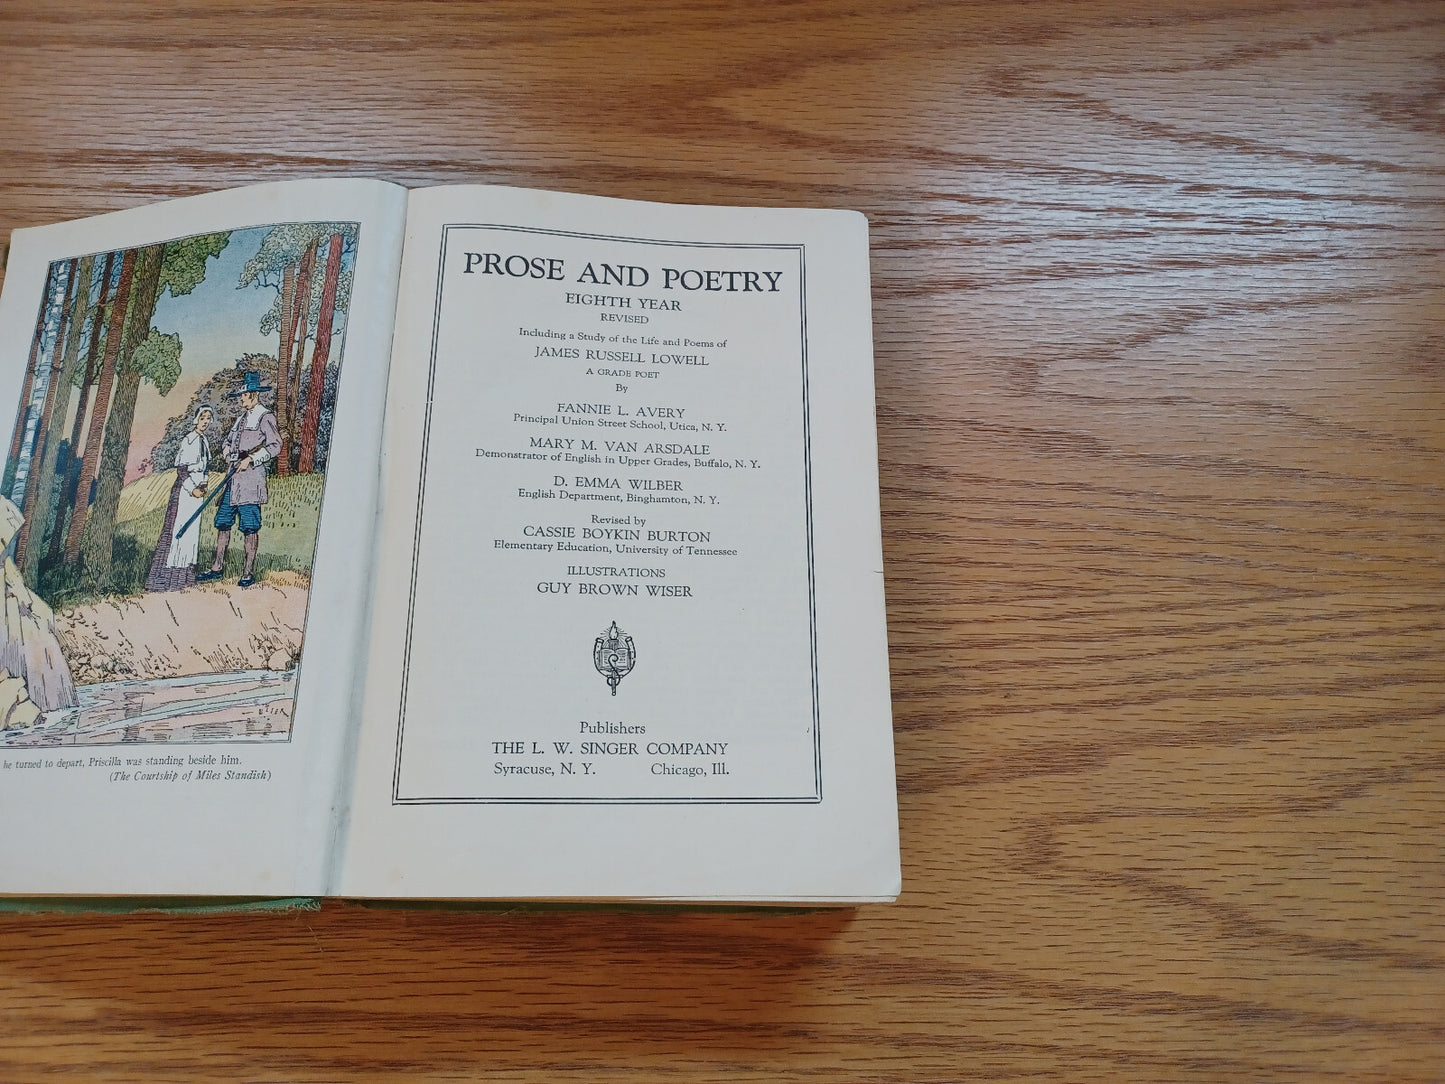 he turned to depart, Priscilla was standing beside him.
(The Courtship of Miles Standish)
PROSE AND POETRY
EIGHTH YEAR
REVISED
Including a Study of the Life and Poems of
JAMES RUSSELL LOWELL
A GRADE POET
By
FANNIE L. AVERY
Principal Union Street School, Utica, N. Y.
MARY M. VAN ARSDALE
Demonstrator of English in Upper Grades, Buffalo, N. Y.
D. EMMA WILBER
English Department, Binghamton, N. Y.
Revised by
CASSIE BOYKIN BURTON
Elementary Education, University of Tennessee
ILLUSTRATIONS
GUY BROWN WISER
Publishers
THE L. W. SINGER COMPANY
Syracuse, N. Y. Chicago, Ill.